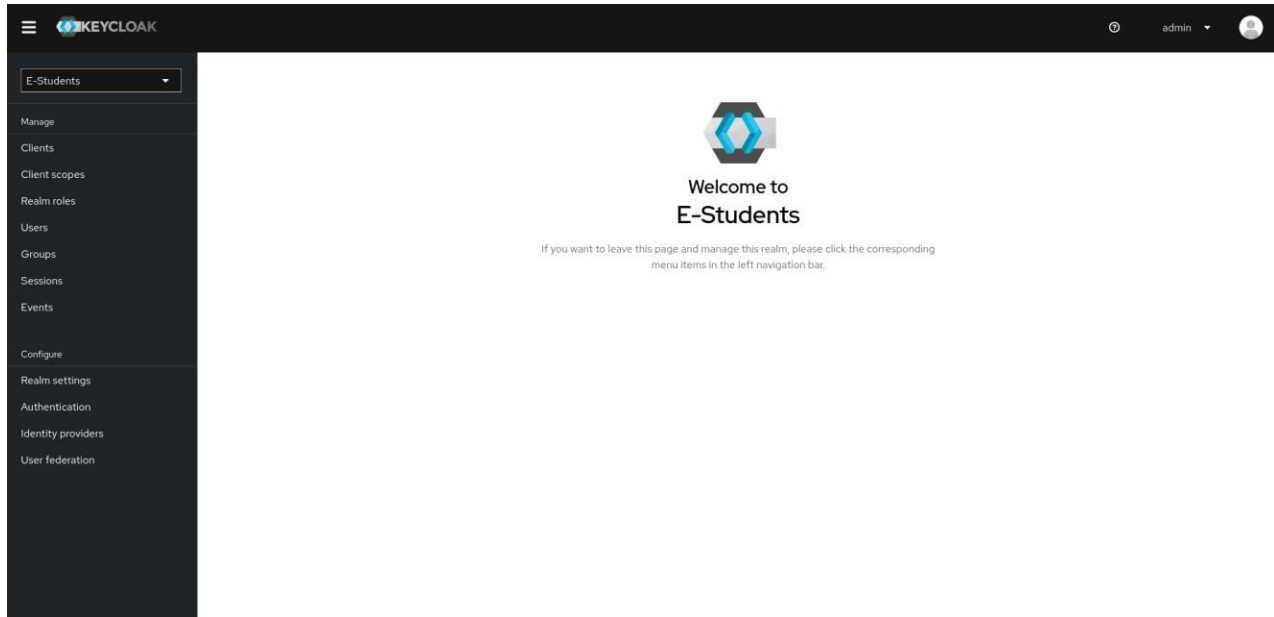 KEYCLOAK
admin
E-Students
Manage
Clients
Client scopes
Realm roles
Users
Groups
Sessions
Events
Configure
Realm settings
Authentication
Identity providers
User federation
Welcome to
E-Students
If you want to leave this page and manage this realm, please click the corresponding
menu items in the left navigation bar.